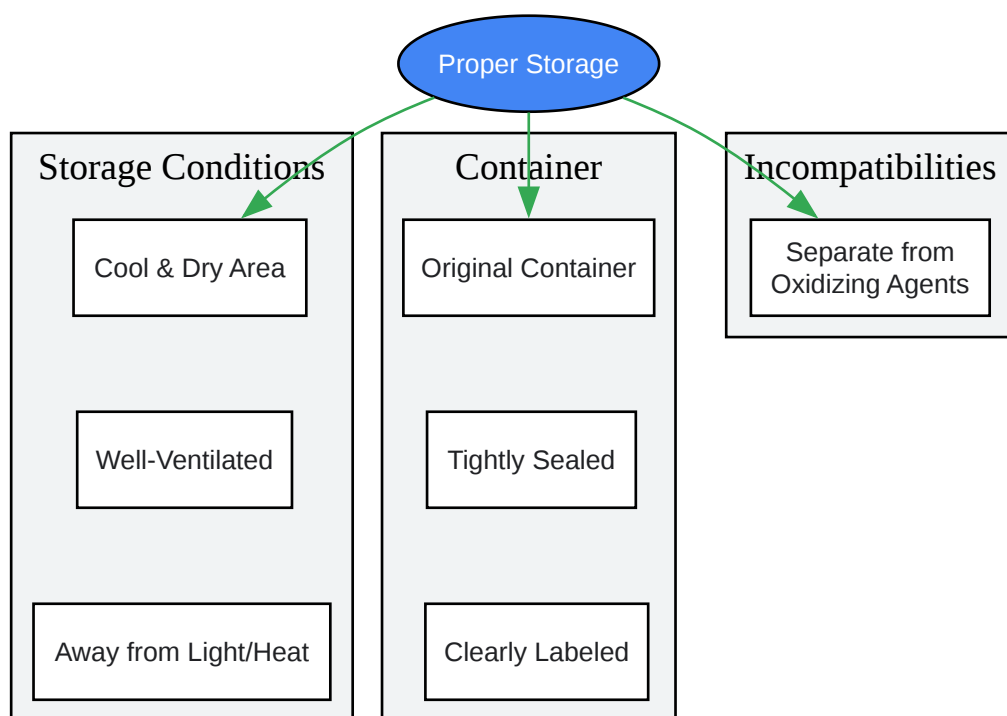 Proper Storage
Storage Conditions
Cool & Dry Area
Well-Ventilated
Away from Light/Heat
Container
Original Container
Tightly Sealed
Clearly Labeled
Incompatibilities
Separate from
Oxidizing Agents